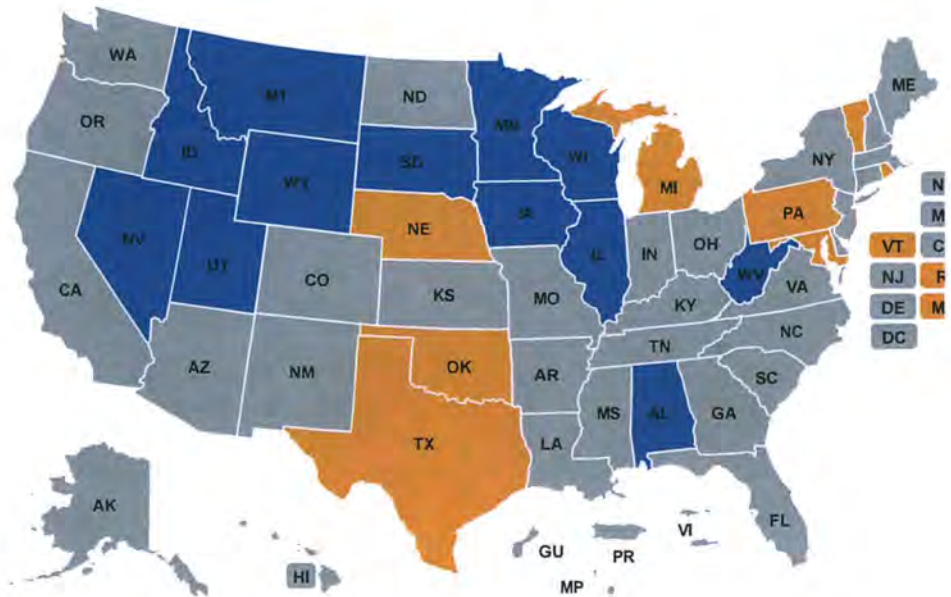 WA
MT
ND
MN
ME
OR
ID
SD
WI
NY
WY
MI
N
M
IA
NE
PA
VT
C
NV
UT
IL
IN
OH
NJ
R
CO
WV
CA
KS
MO
VA
KY
DE
M
NC
DC
TN
AZ
NM
OK
AR
SC
MS
AL
GA
TX
LA
AK
FL
VI
GU
PR
HI
MP